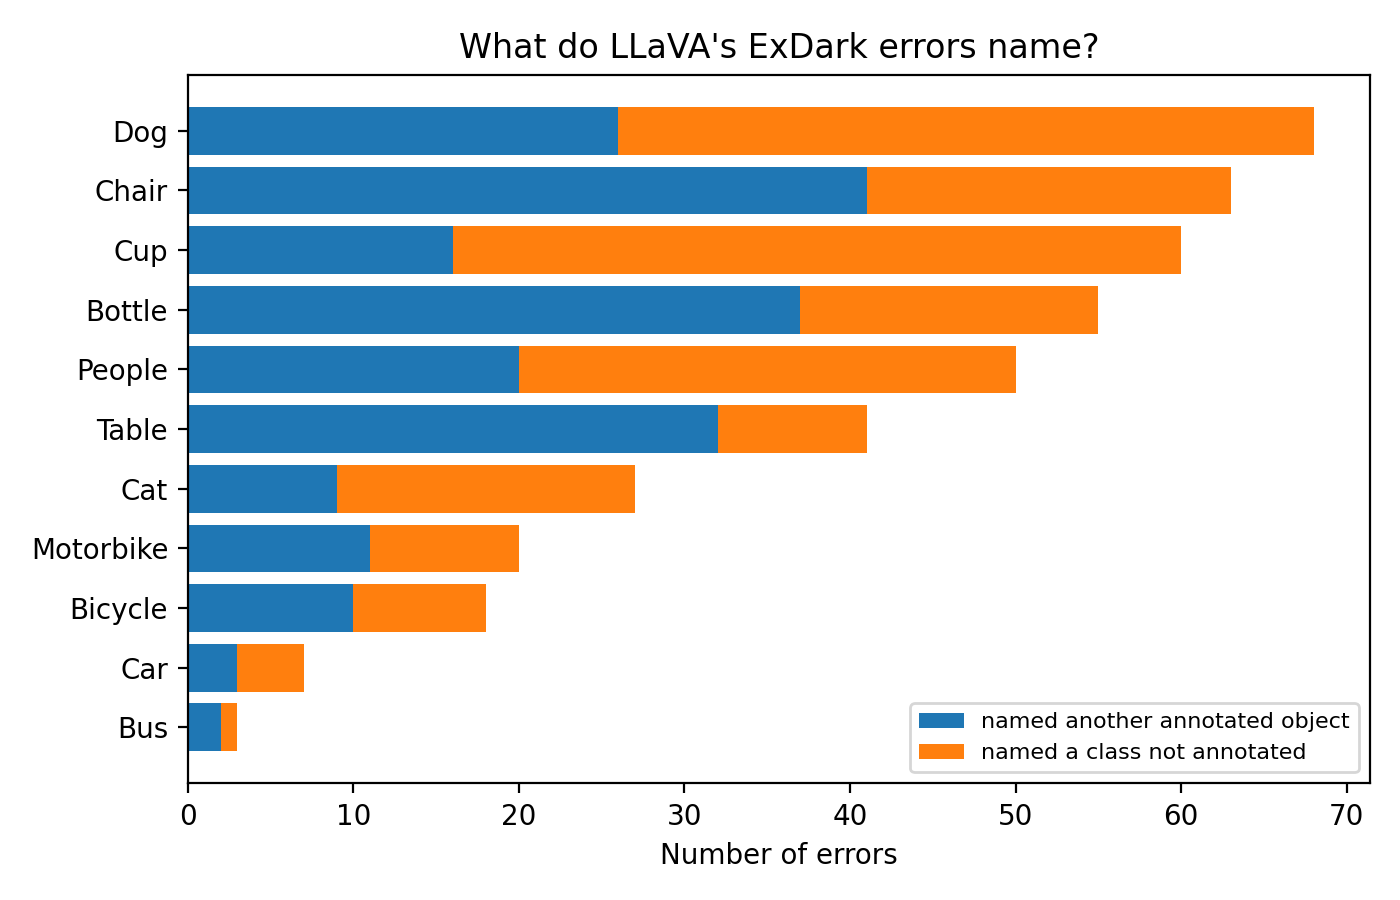 What do LLaVA's ExDark errors name?
Dog
Chair
Cup
Bottle
People
Table
Cat
Motorbike
Bicycle
Car
Bus
named another annotated object
named a class not annotated
0 10 20 30 40 50 60 70
Number of errors